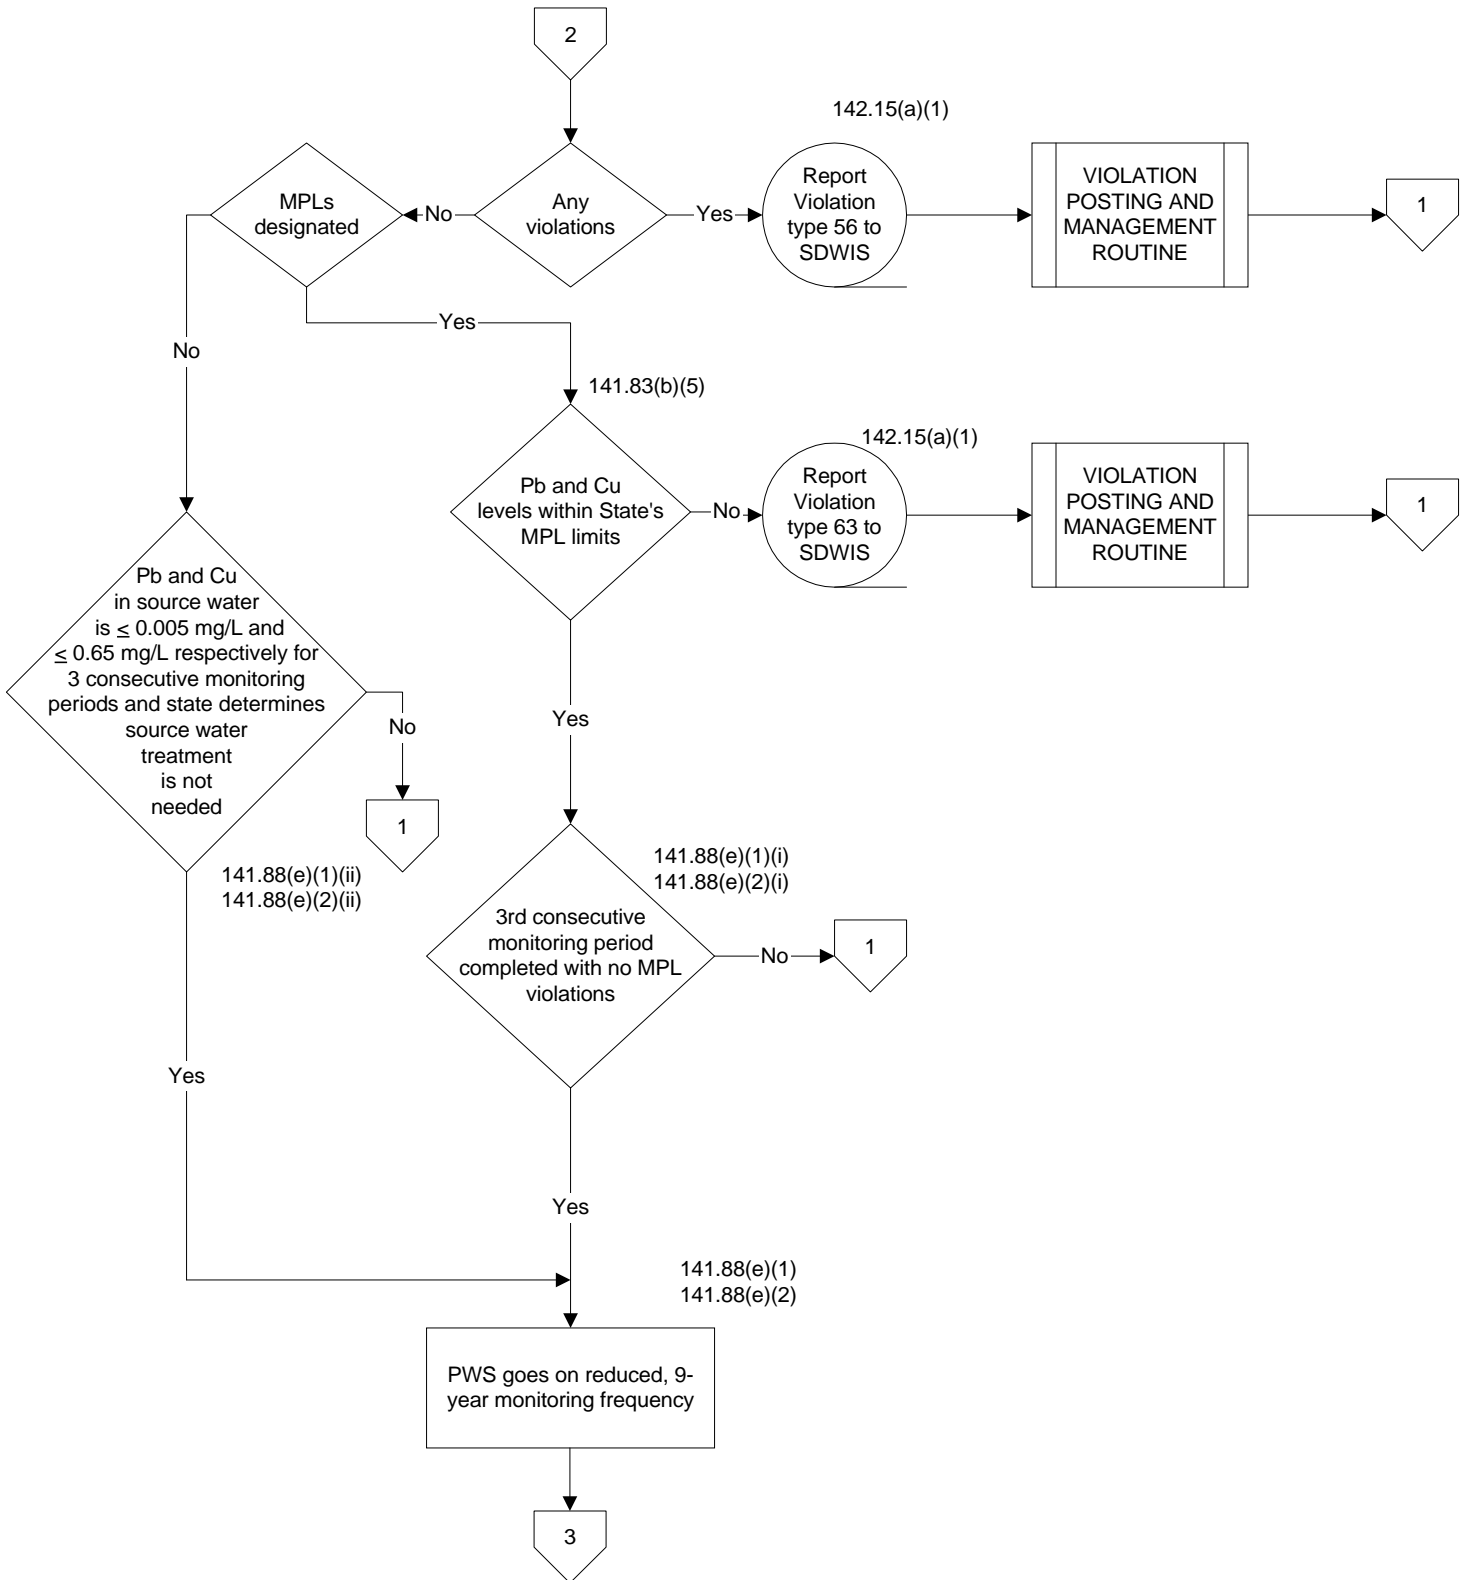 2
142.15(a)(1)
MPLs
designated
No
Any
violations
Yes
Report
Violation
type 56 to
SDWIS
VIOLATION
POSTING AND
MANAGEMENT
ROUTINE
1
Yes
No
141.83(b)(5)
142.15(a)(1)
Pb and Cu
levels within State's
MPL limits
No
Report
Violation
type 63 to
SDWIS
VIOLATION
POSTING AND
MANAGEMENT
ROUTINE
1
Pb and Cu
in source water
is ≤ 0.005 mg/L and
≤ 0.65 mg/L respectively for
3 consecutive monitoring
periods and state determines
source water
treatment
is not
needed
No
1
Yes
141.88(e)(1)(ii)
141.88(e)(2)(ii)
141.88(e)(1)(i)
141.88(e)(2)(i)
3rd consecutive
monitoring period
completed with no MPL
violations
No
1
Yes
Yes
141.88(e)(1)
141.88(e)(2)
PWS goes on reduced, 9-
year monitoring frequency
3